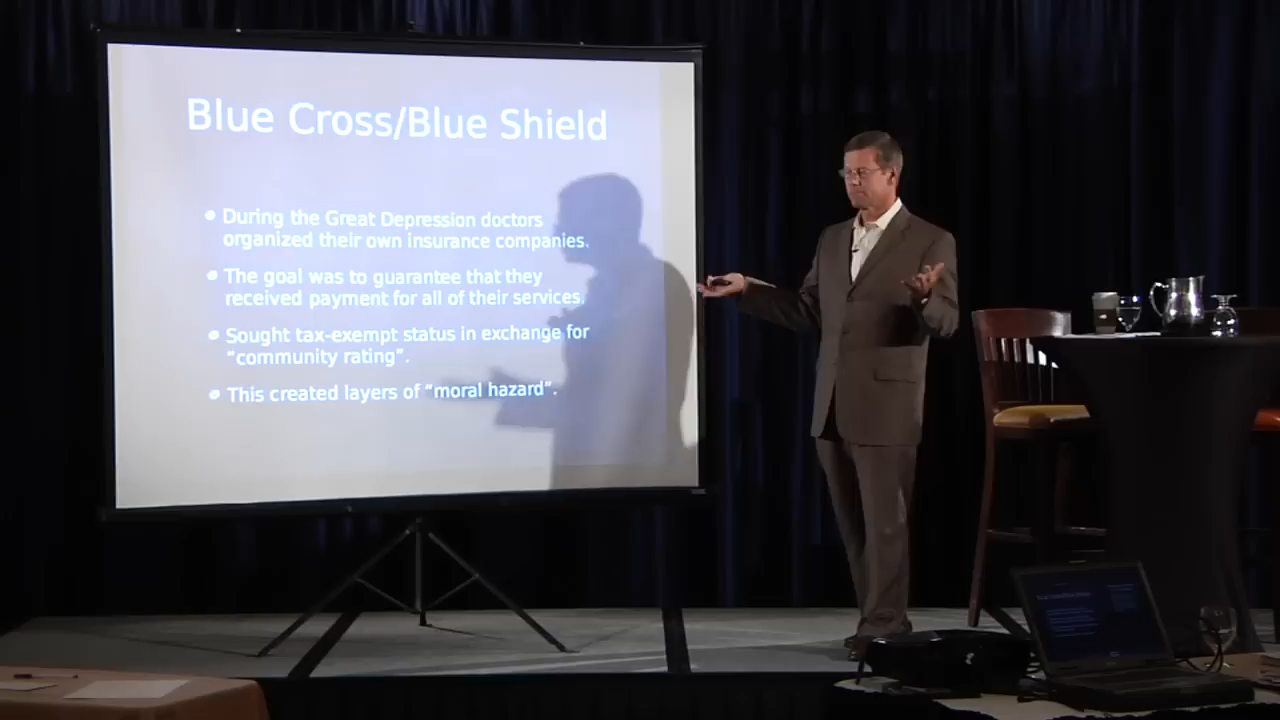 Blue Cross/Blue Shield
During the Great Depression doctors
organized their own insurance companies.
The goal was to guarantee that they
received payment for all of their services.
Sought tax-exempt status in exchange for
“community rating”.
This created layers of “moral hazard”.